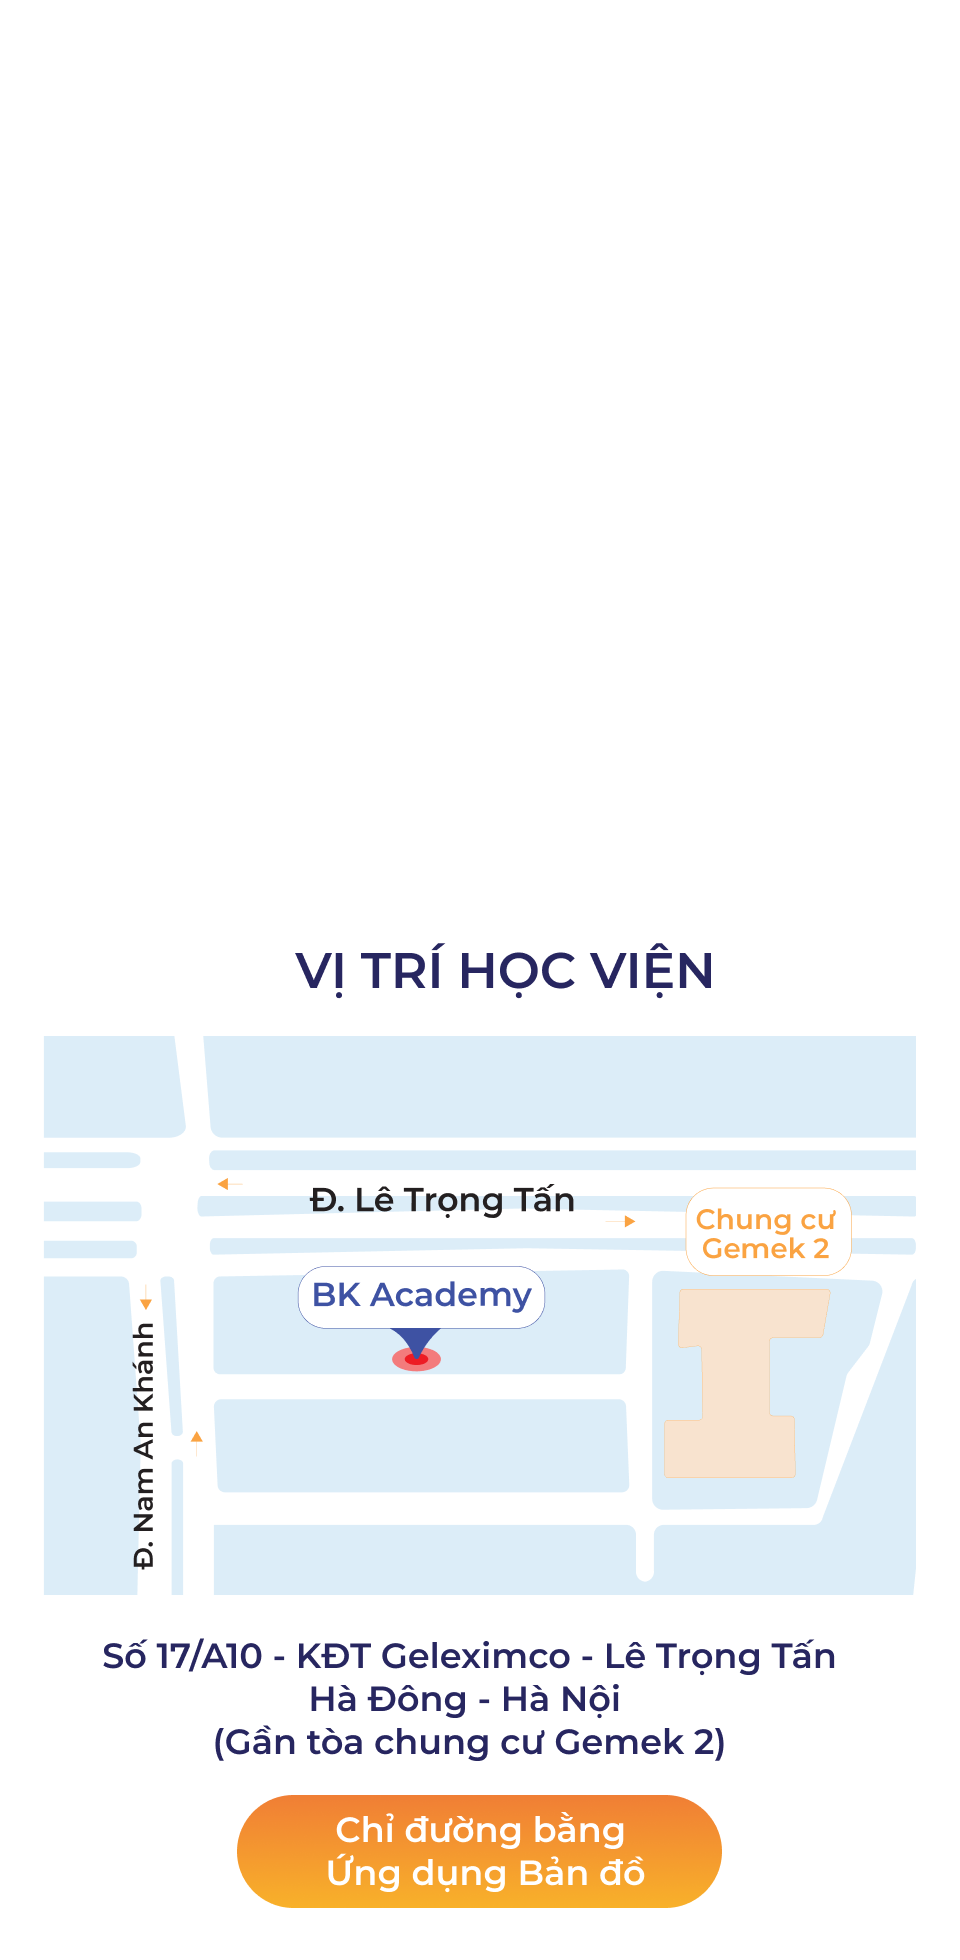 VỊ TRÍ HỌC VIỆN
Đ. Lê Trọng Tấn
Chung cư
Gemek 2
BK Academy
Đ. Nam An Khánh
Số 17/A10 - KĐT Geleximco - Lê Trọng Tấn
Hà Đông - Hà Nội
(Gần tòa chung cư Gemek 2)
Chỉ đường bằng
Ứng dụng Bản đồ